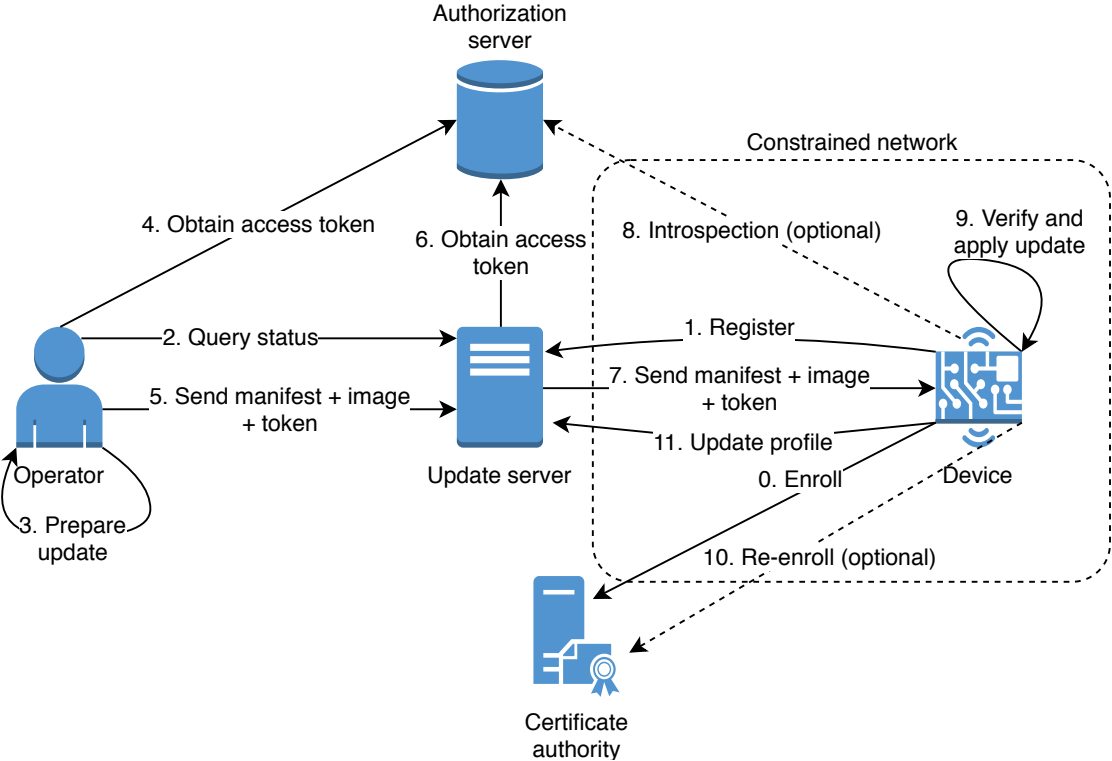 Authorization
server
Constrained network
4. Obtain access token
6. Obtain access
token
8. Introspection (optional)
9. Verify and
apply update
2. Query status
1. Register
5. Send manifest + image
+ token
7. Send manifest + image
+ token
11. Update profile
Operator
Update server
0. Enroll
Device
3. Prepare
update
10. Re-enroll (optional)
Certificate
authority